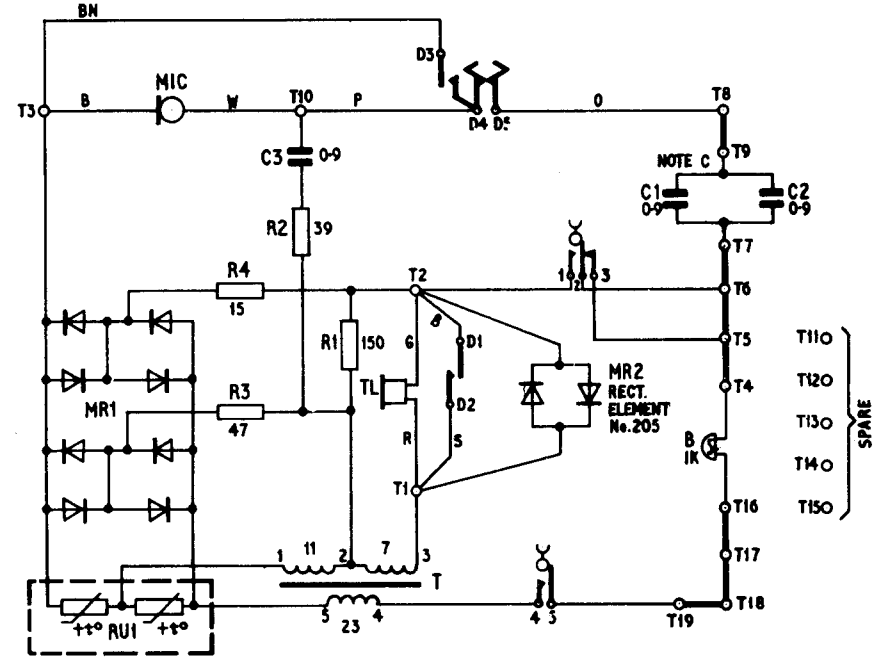 BN
D3
MIC
T3 B W T10 P D4 D5 O T8
C3 0-9
T9
NOTE C
C1 0-9
C2 0-9
R2 39
T7
1 2 3
R4
15
T2
T6
R1 150
G
B
D1
T5
T11
TL
MR2
RECT.
ELEMENT
No.205
T4
T12
MR1
R3
47
D2
T13
SPARE
R
S
B
1K
T14
T1
T16
T15
1 11 2 7 3
T
T17
5 23 4
4 5
T19
T18
+t° RU1 +t°